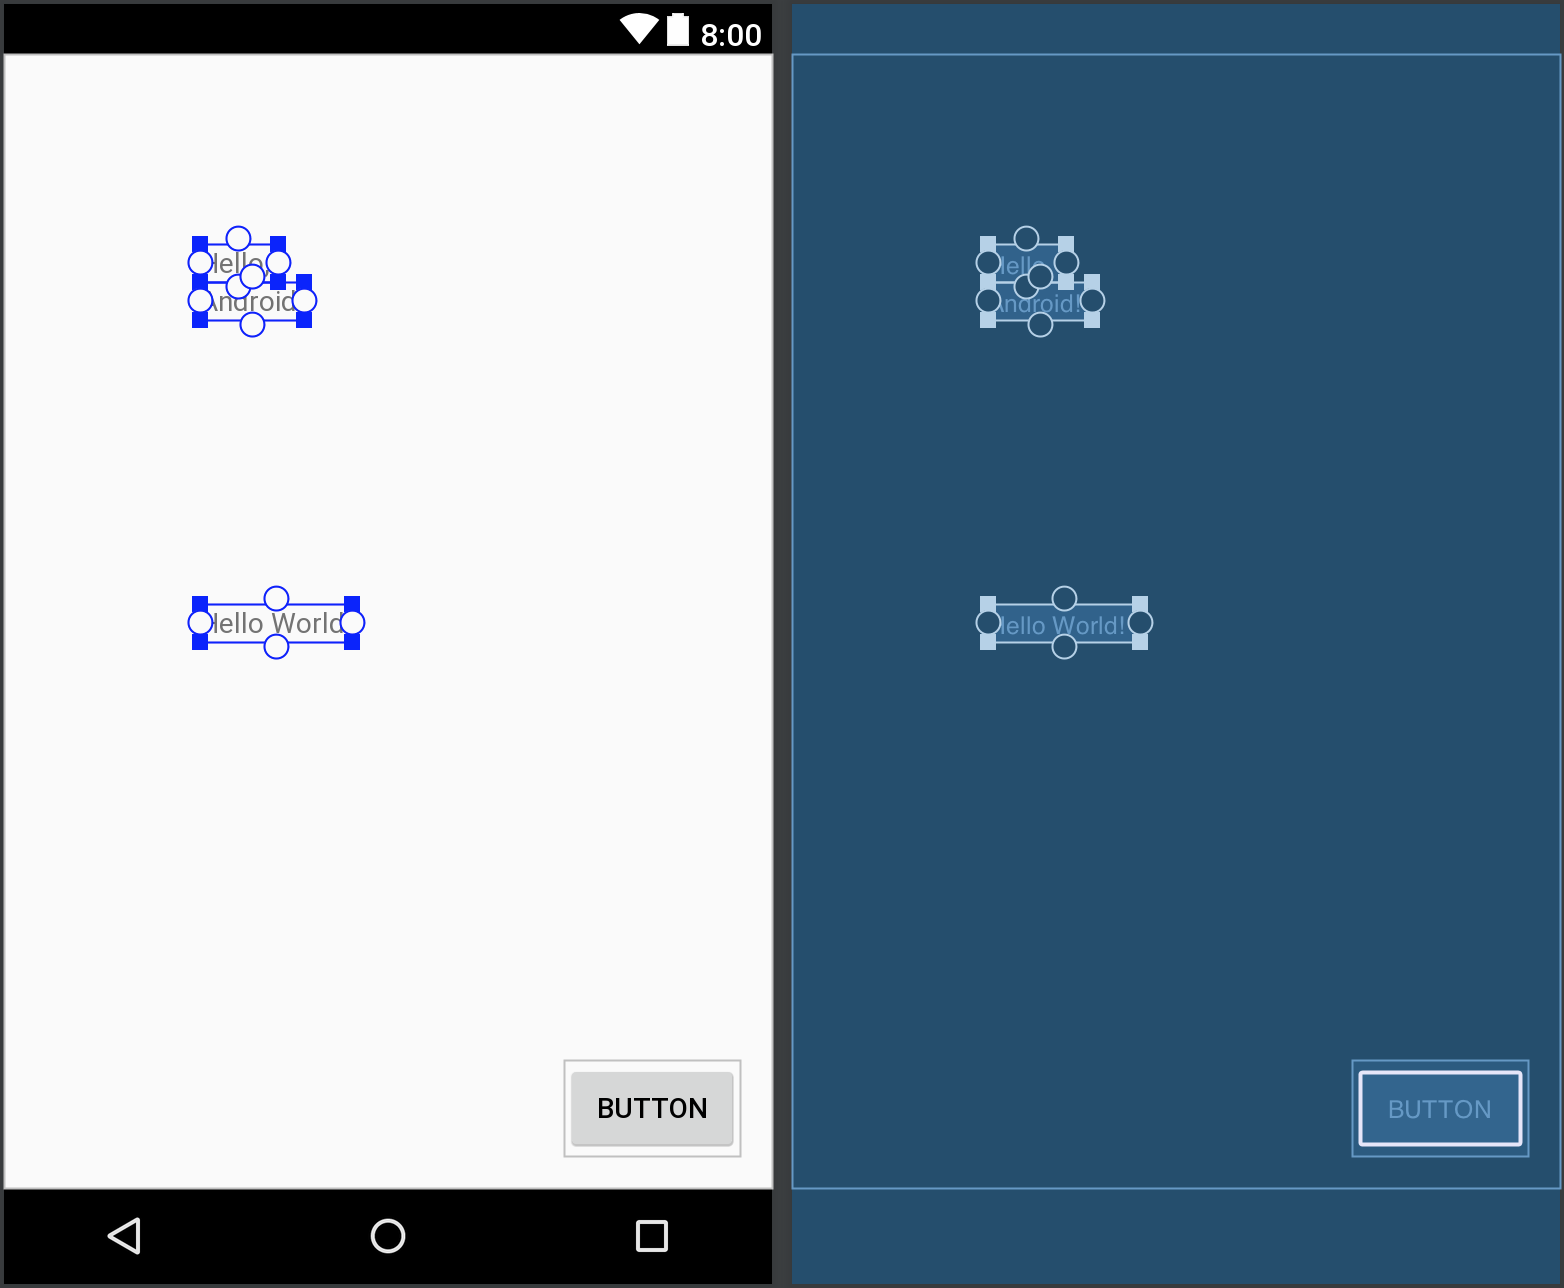 8:00
Hello,
Android!
Hello World!
BUTTON
Hello,
Android!
Hello World!
BUTTON